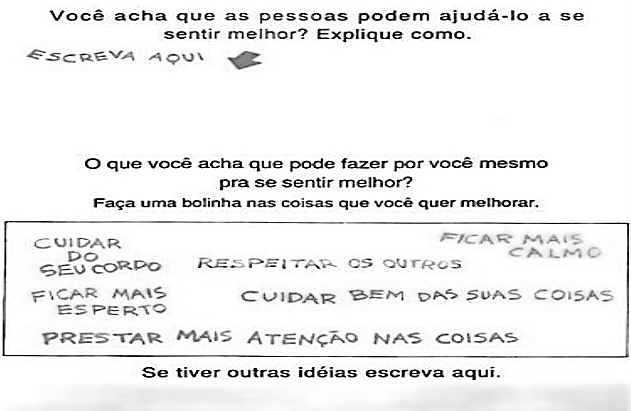 Você acha que as pessoas podem ajudá-lo a se
sentir melhor? Explique como.
ESCREVA AQUI
O que você acha que pode fazer por você mesmo
pra se sentir melhor?
Faça uma bolinha nas coisas que você quer melhorar.
CUIDAR
DO
SEU CORPO
RESPEITAR OS OUTROS
FICAR MAIS
CALMO
FICAR MAIS
ESPERTO
CUIDAR BEM DAS SUAS COISAS
PRESTAR MAIS ATENÇÃO NAS COISAS
Se tiver outras idéias escreva aqui.